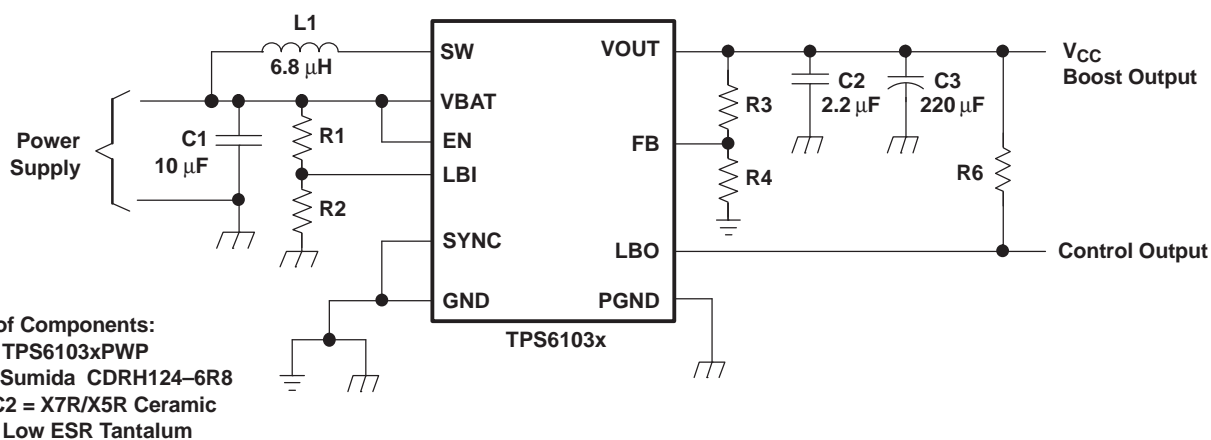 L1
6.8 µH
SW
VBAT
EN
LBI
SYNC
GND
VOUT
FB
LBO
PGND
TPS6103x
Power
Supply
C1
10 µF
R1
R2
R3
R4
C2
2.2 µF
C3
220 µF
R6
VCC
Boost Output
Control Output
of Components:
TPS6103xPWP
Sumida CDRH124–6R8
C2 = X7R/X5R Ceramic
Low ESR Tantalum